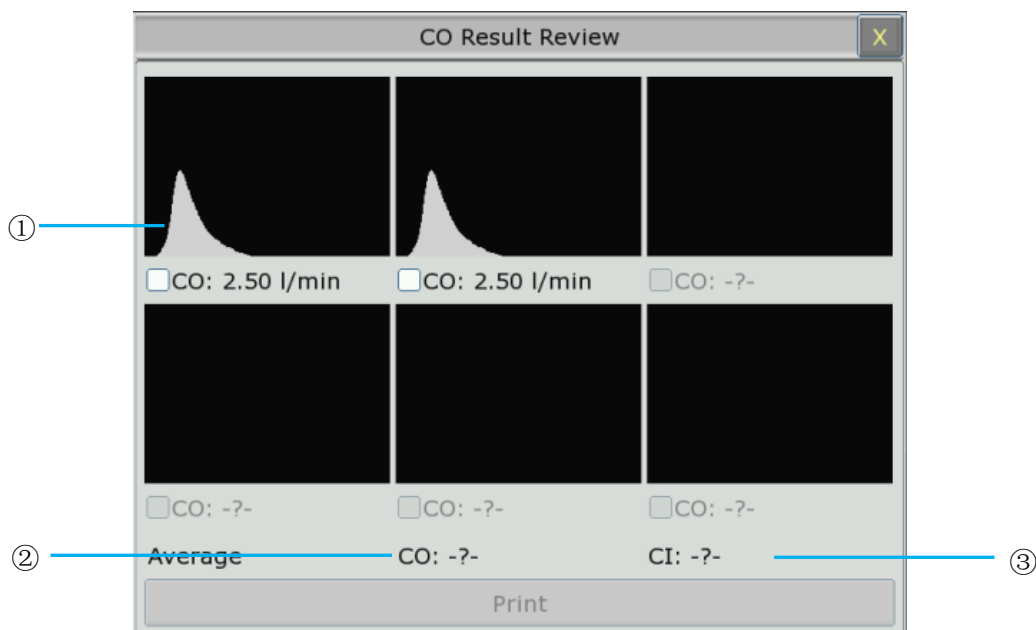 CO Result Review X
①
CO: 2.50 l/min CO: 2.50 l/min CO: -?-
CO: -?- CO: -?- CO: -?-
② Average CO: -?- CI: -?- ③
Print